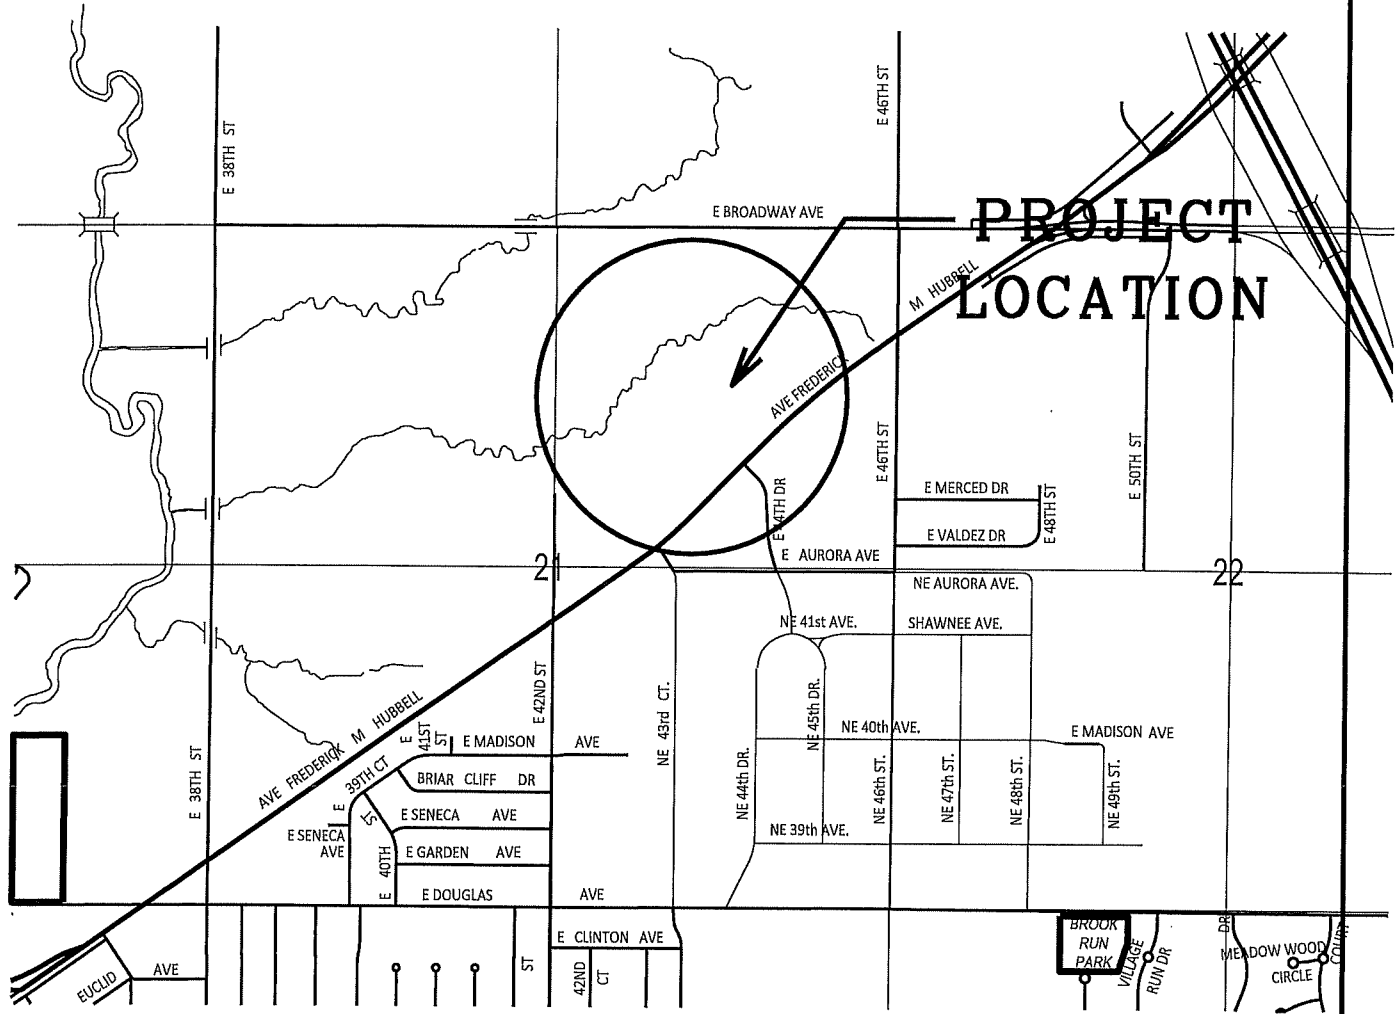 E 46TH ST
E 38TH ST
E BROADWAY AVE
PROJECT
LOCATION
M HUBBELL
AVE FREDERICK
E 46TH ST
E 50TH ST
E MERCED DR
E 48TH ST
E VALDEZ DR
E 44TH DR
E AURORA AVE
21
22
NE AURORA AVE.
NE 41st AVE.
SHAWNEE AVE.
E 42ND ST
NE 43rd CT.
NE 45th DR.
NE 40th AVE.
E MADISON AVE
AVE FREDERICK M HUBBELL
E 41ST ST
E MADISON AVE
E 38TH ST
E 39TH CT
BRIAR CLIFF DR
NE 44th DR.
NE 46th ST.
NE 47th ST.
NE 48th ST.
NE 49th ST.
E SENECA AVE
E SENECA
AVE
NE 39th AVE.
E 40TH ST
E GARDEN AVE
E DOUGLAS AVE
E CLINTON AVE
BROOK
RUN
PARK
VILLAGE
RUN DR
DR
MEADOW WOOD
CIRCLE
COURT
EUCLID AVE
ST
42ND CT